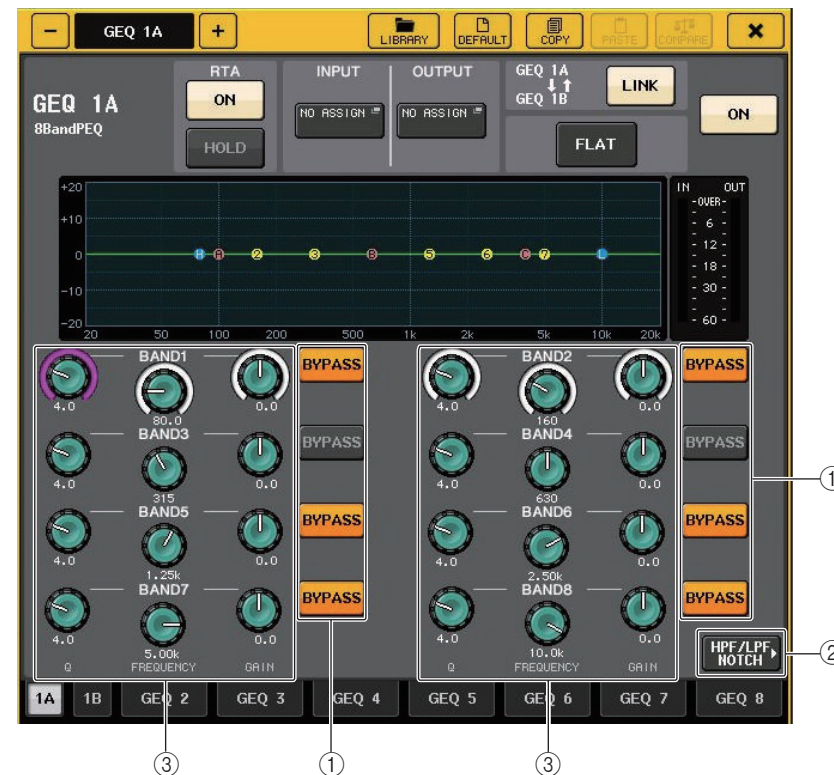 − GEQ 1A + LIBRARY DEFAULT COPY PASTE COMPARE ×
GEQ 1A
8BandPEQ
RTA
ON
HOLD
INPUT
NO ASSIGN
OUTPUT
NO ASSIGN
GEQ 1A
GEQ 1B
LINK
FLAT
ON
+20
+10
0
−10
−20
H A 2 3 B 5 6 C 7 L
20 50 100 200 500 1k 2k 5k 10k 20k
IN OUT
-OVER-
- 6 -
- 12 -
- 18 -
- 30 -
- 60 -
BAND1
4.0 80.0 0.0
BYPASS
BAND2
4.0 160 0.0
BYPASS
BAND3
4.0 315 0.0
BYPASS
BAND4
4.0 630 0.0
BYPASS
BAND5
4.0 1.25k 0.0
BYPASS
BAND6
4.0 2.50k 0.0
BYPASS
BAND7
4.0 5.00k 0.0
BYPASS
BAND8
4.0 10.0k 0.0
BYPASS
Q FREQUENCY GAIN
Q FREQUENCY GAIN
HPF/LPF
NOTCH
①
②
1A 1B GEQ 2 GEQ 3 GEQ 4 GEQ 5 GEQ 6 GEQ 7 GEQ 8
③ ① ③